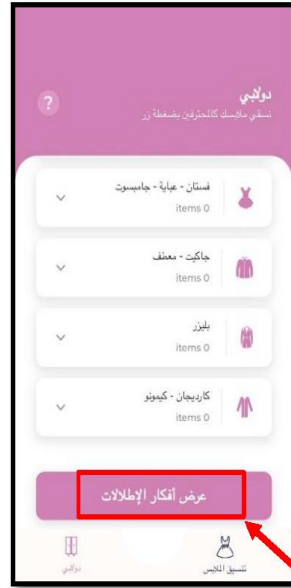 دولابي
نسقي ملابسك كالمحترفين بضغطة زر
?
فستان - عباية - جامبسوت
items 0
جاكيت - معطف
items 0
بليزر
items 0
كارديجان - كيمونو
items 0
عرض أفكار الإطلالات
تنسيق الملابس
دولابي